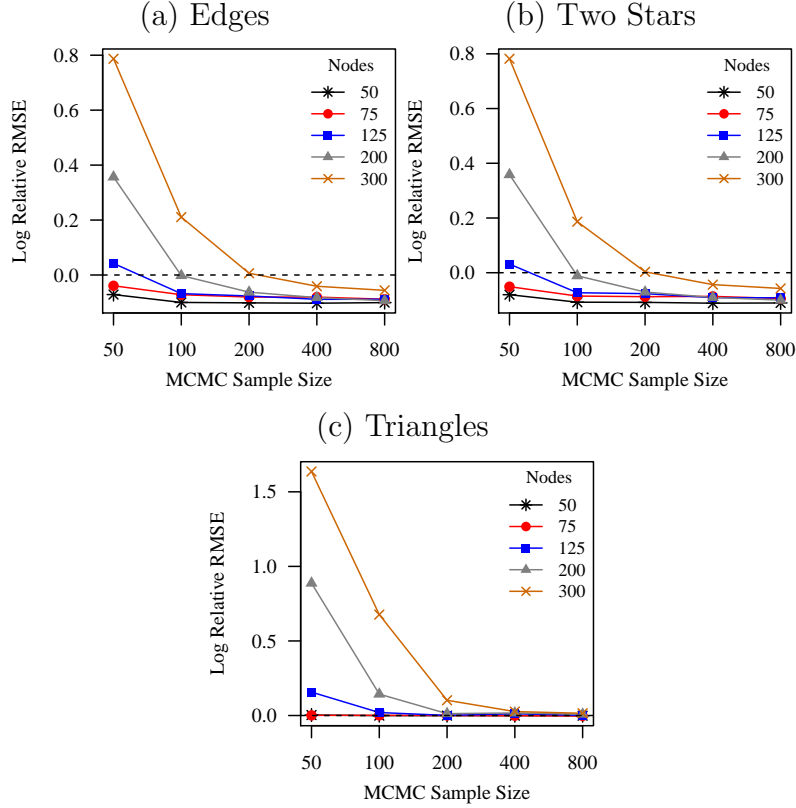 (a) Edges
Log Relative RMSE
0.8
0.6
0.4
0.2
0.0
Nodes
50
75
125
200
300
50 100 200 400 800
MCMC Sample Size
(b) Two Stars
Log Relative RMSE
0.8
0.6
0.4
0.2
0.0
Nodes
50
75
125
200
300
50 100 200 400 800
MCMC Sample Size
(c) Triangles
Log Relative RMSE
1.5
1.0
0.5
0.0
Nodes
50
75
125
200
300
50 100 200 400 800
MCMC Sample Size